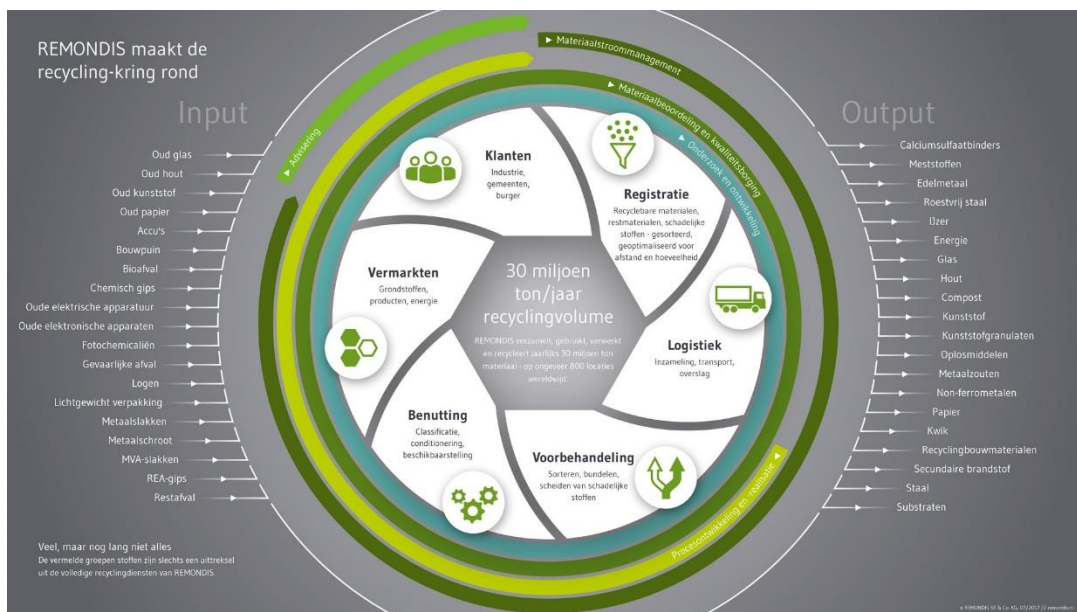 REMONDIS maakt de
recycling-kring rond
Input
Oud glas
Oud hout
Oud kunststof
Oud papier
Accu's
Bouwpuin
Bioafval
Chemisch gips
Oude elektrische apparatuur
Oude elektronische apparaten
Fotochemicaliën
Gevaarlijke afval
Logen
Lichtgewicht verpakking
Metaalslakken
Metaalschroot
MVA-slakken
REA-gips
Restafval
Veel, maar nog lang niet alles
De vermelde groepen stoffen zijn slechts een uittreksel
uit de volledige recyclingdiensten van REMONDIS
Advisering
Materiaalstroommanagement
Materiaalbeoordeling en kwaliteitsborging
Onderzoek en ontwikkeling
Procesontwikkeling en -realisatie
Klanten
Industrie,
gemeenten,
burger
Registratie
Recyclebare materialen,
restmaterialen, schadelijke
stoffen - gesorteerd,
geoptimaliseerd voor
afstand en hoeveelheid
Logistiek
Inzameling, transport,
overslag
Voorbehandeling
Sorteren, bundelen,
scheiden van schadelijke
stoffen
Benutting
Classificatie,
conditionering,
beschikbaarstelling
Vermarkten
Grondstoffen,
producten, energie
30 miljoen
ton/jaar
recyclingvolume
REMONDIS verzamelt, gebruikt, verwerkt
en recycleert jaarlijks 30 miljoen ton
materiaal - op ongeveer 800 locaties
wereldwijd
Output
Calciumsulfaatbinders
Meststoffen
Edelmetaal
Roestvrij staal
IJzer
Energie
Glas
Hout
Compost
Kunststof
Kunststofgranulaten
Oplosmiddelen
Metaalzouten
Non-ferrometalen
Papier
Kwik
Recyclingbouwmaterialen
Secundaire brandstof
Staal
Substraten
REMONDIS SE & Co. KG, 07/2017 //